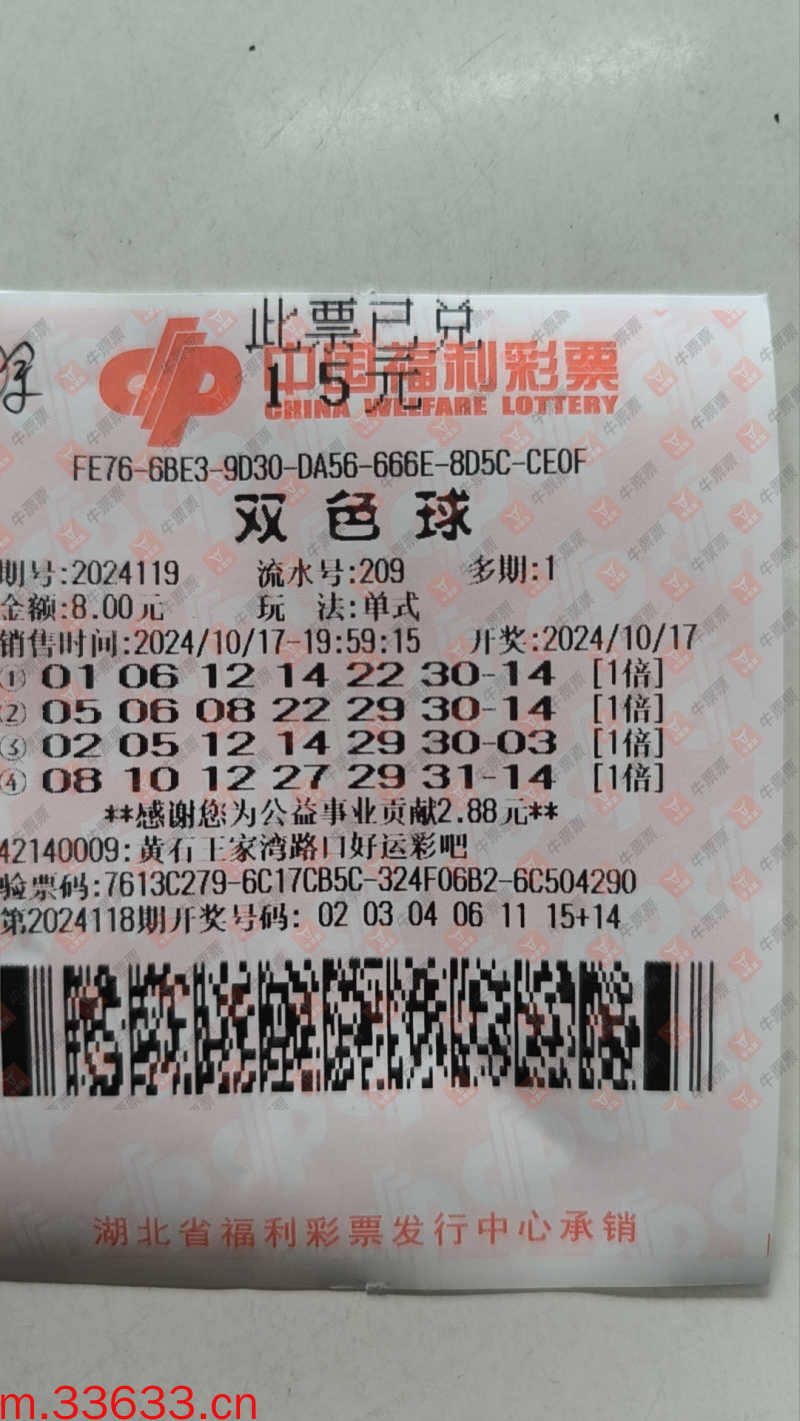 此票已兑
15元
中国福利彩票
CHINA WELFARE LOTTERY
FE76-6BE3-9D30-DA56-666E-8D5C-CE0F
双色球
期号:2024119 流水号:209 多期:1
金额:8.00元 玩 法:单式
销售时间:2024/10/17-19:59:15 开奖:2024/10/17
① 01 06 12 14 22 30-14 [1倍]
② 05 06 08 22 29 30-14 [1倍]
③ 02 05 12 14 29 30-03 [1倍]
④ 08 10 12 27 29 31-14 [1倍]
**感谢您为公益事业贡献2.88元**
42140009:黄石王家湾路口好运彩吧
验票码:7613C279-6C17CB5C-324F06B2-6C504290
第2024118期开奖号码: 02 03 04 06 11 15+14
湖北省福利彩票发行中心承销
m.33633.cn